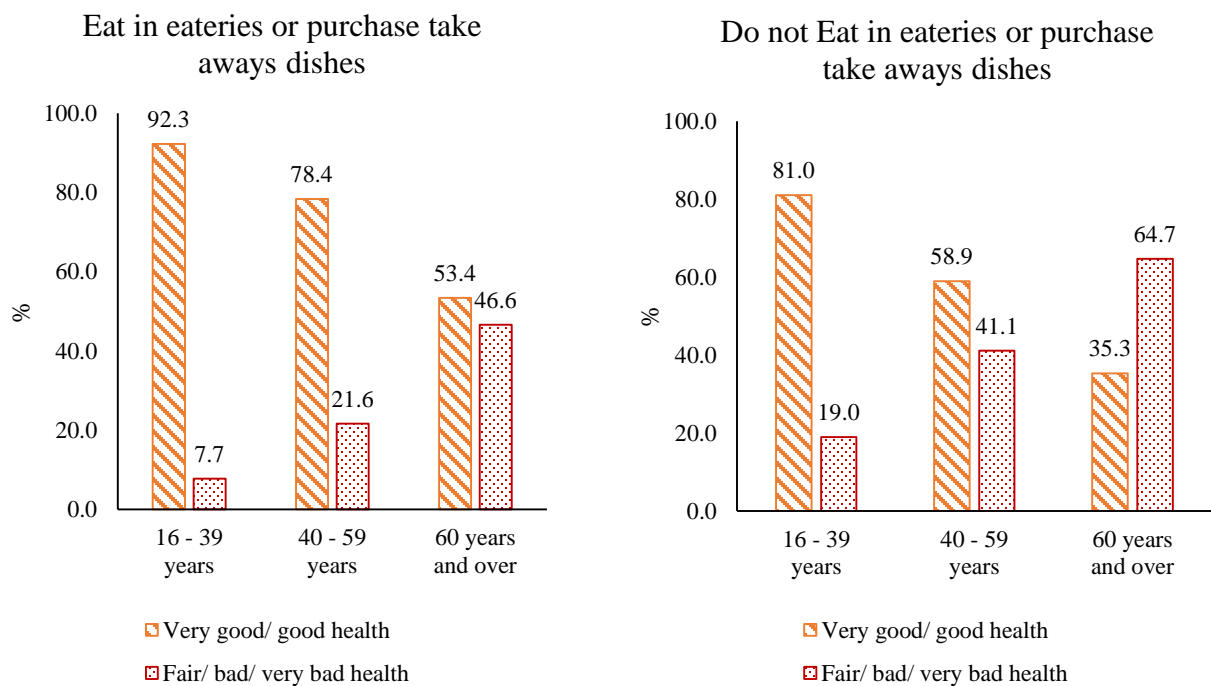 Eat in eateries or purchase take
aways dishes
100.0
80.0
60.0
40.0
20.0
0.0
%
92.3
7.7
78.4
21.6
53.4
46.6
16 - 39
years
40 - 59
years
60 years
and over
Very good/ good health
Fair/ bad/ very bad health
Do not Eat in eateries or purchase
take aways dishes
100.0
80.0
60.0
40.0
20.0
0.0
%
81.0
19.0
58.9
41.1
35.3
64.7
16 - 39
years
40 - 59
years
60 years
and over
Very good/ good health
Fair/ bad/ very bad health